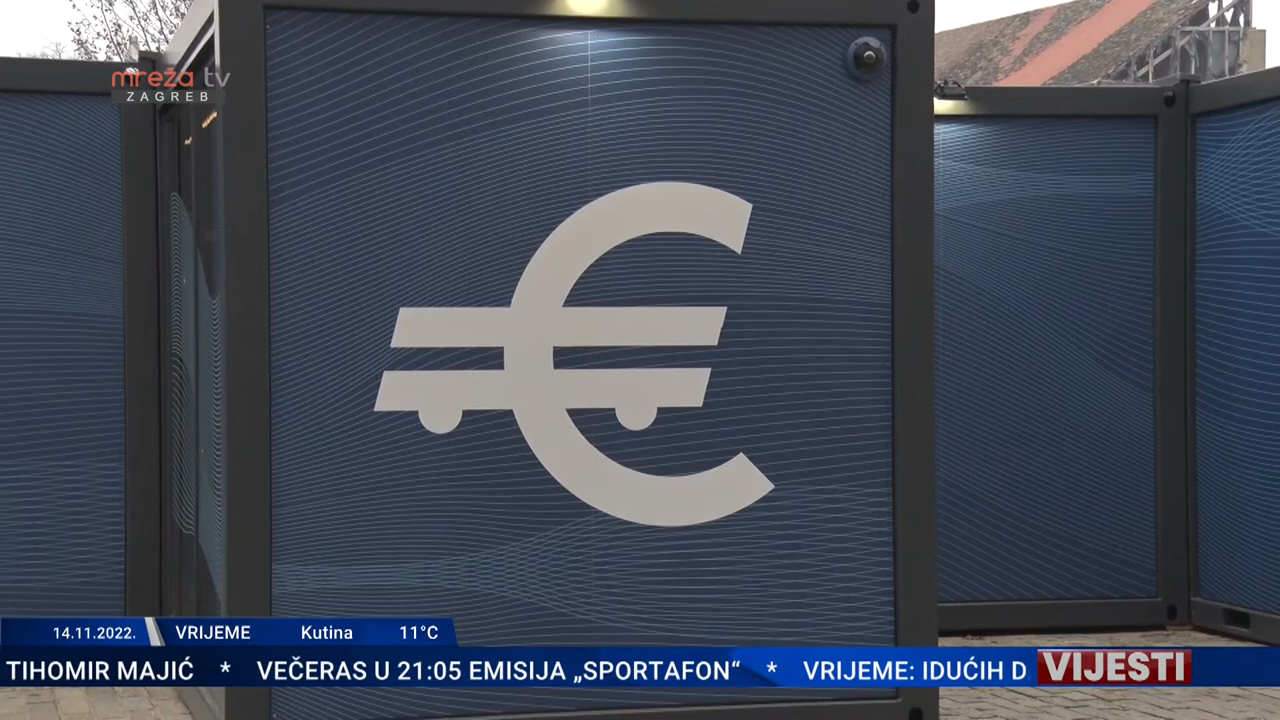 mreža tv
ZAGREB
€
14.11.2022. VRIJEME Kutina 11°C
TIHOMIR MAJIĆ * VEČERAS U 21:05 EMISIJA „SPORTAFON“ * VRIJEME: IDUĆIH D
VIJESTI